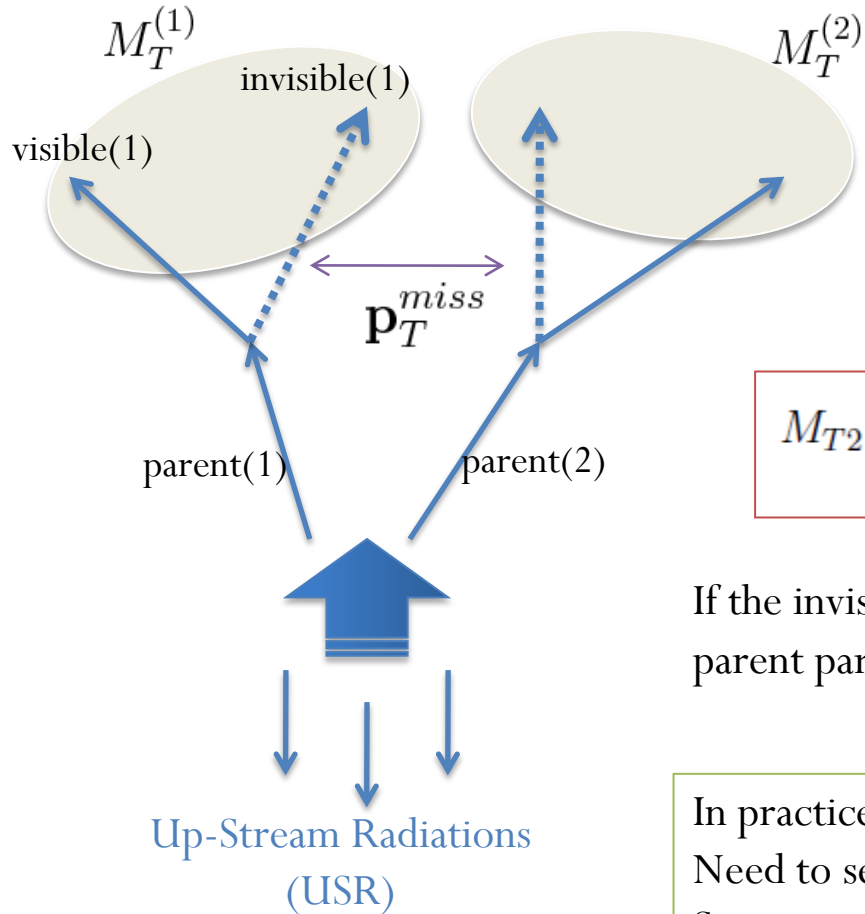 M_T^{(1)}
M_T^{(2)}
invisible(1)
visible(1)
p_T^{miss}
parent(1)
parent(2)
M_{T2}
If the invis
parent par
Up-Stream Radiations
(USR)
In practice
Need to se